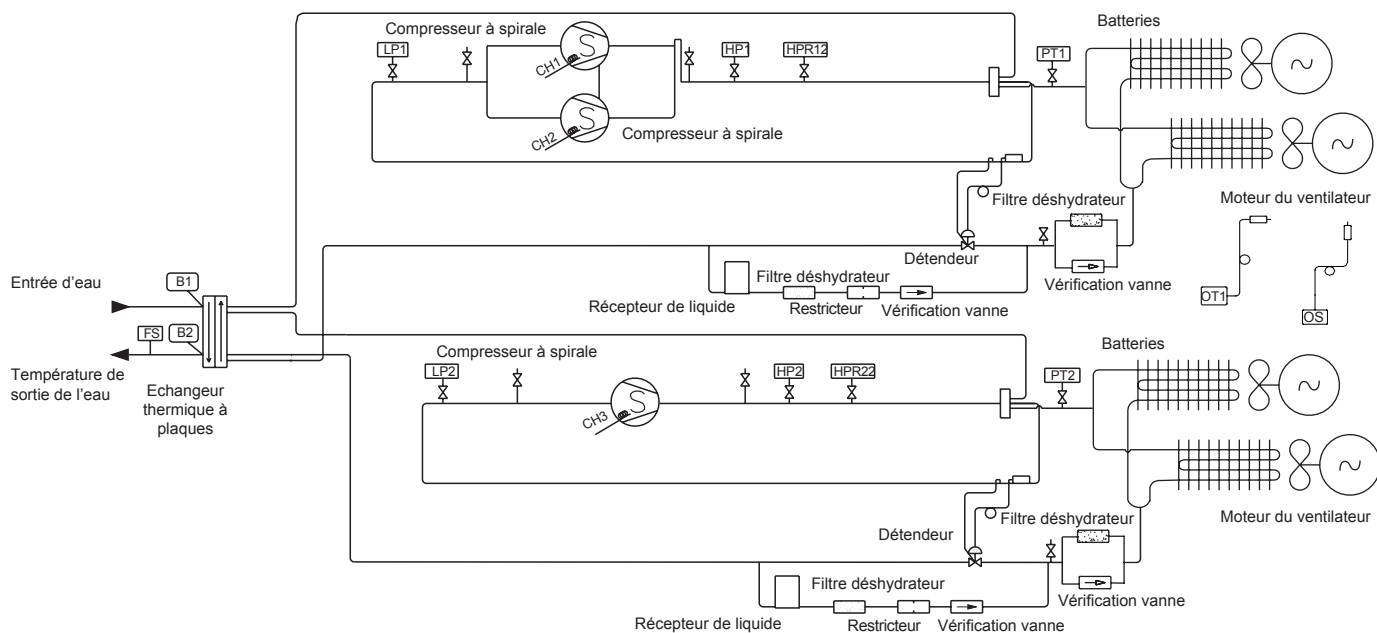 Compresseur à spirale
Batteries
LP1
CH1
HP1
HPR12
PT1
CH2
Compresseur à spirale
Filtre déshydrateur
Moteur du ventilateur
Détendeur
Entrée d'eau
B1
Filtre déshydrateur
Vérification vanne
Récepteur de liquide
Restricteur
Vérification vanne
OT1
OS
FS
B2
Température de
sortie de l'eau
Echangeur
thermique à
plaques
Compresseur à spirale
Batteries
LP2
HP2
HPR22
PT2
CH3
Filtre déshydrateur
Moteur du ventilateur
Détendeur
Filtre déshydrateur
Vérification vanne
Récepteur de liquide
Restricteur
Vérification vanne
S
S
S
~
~
~
~